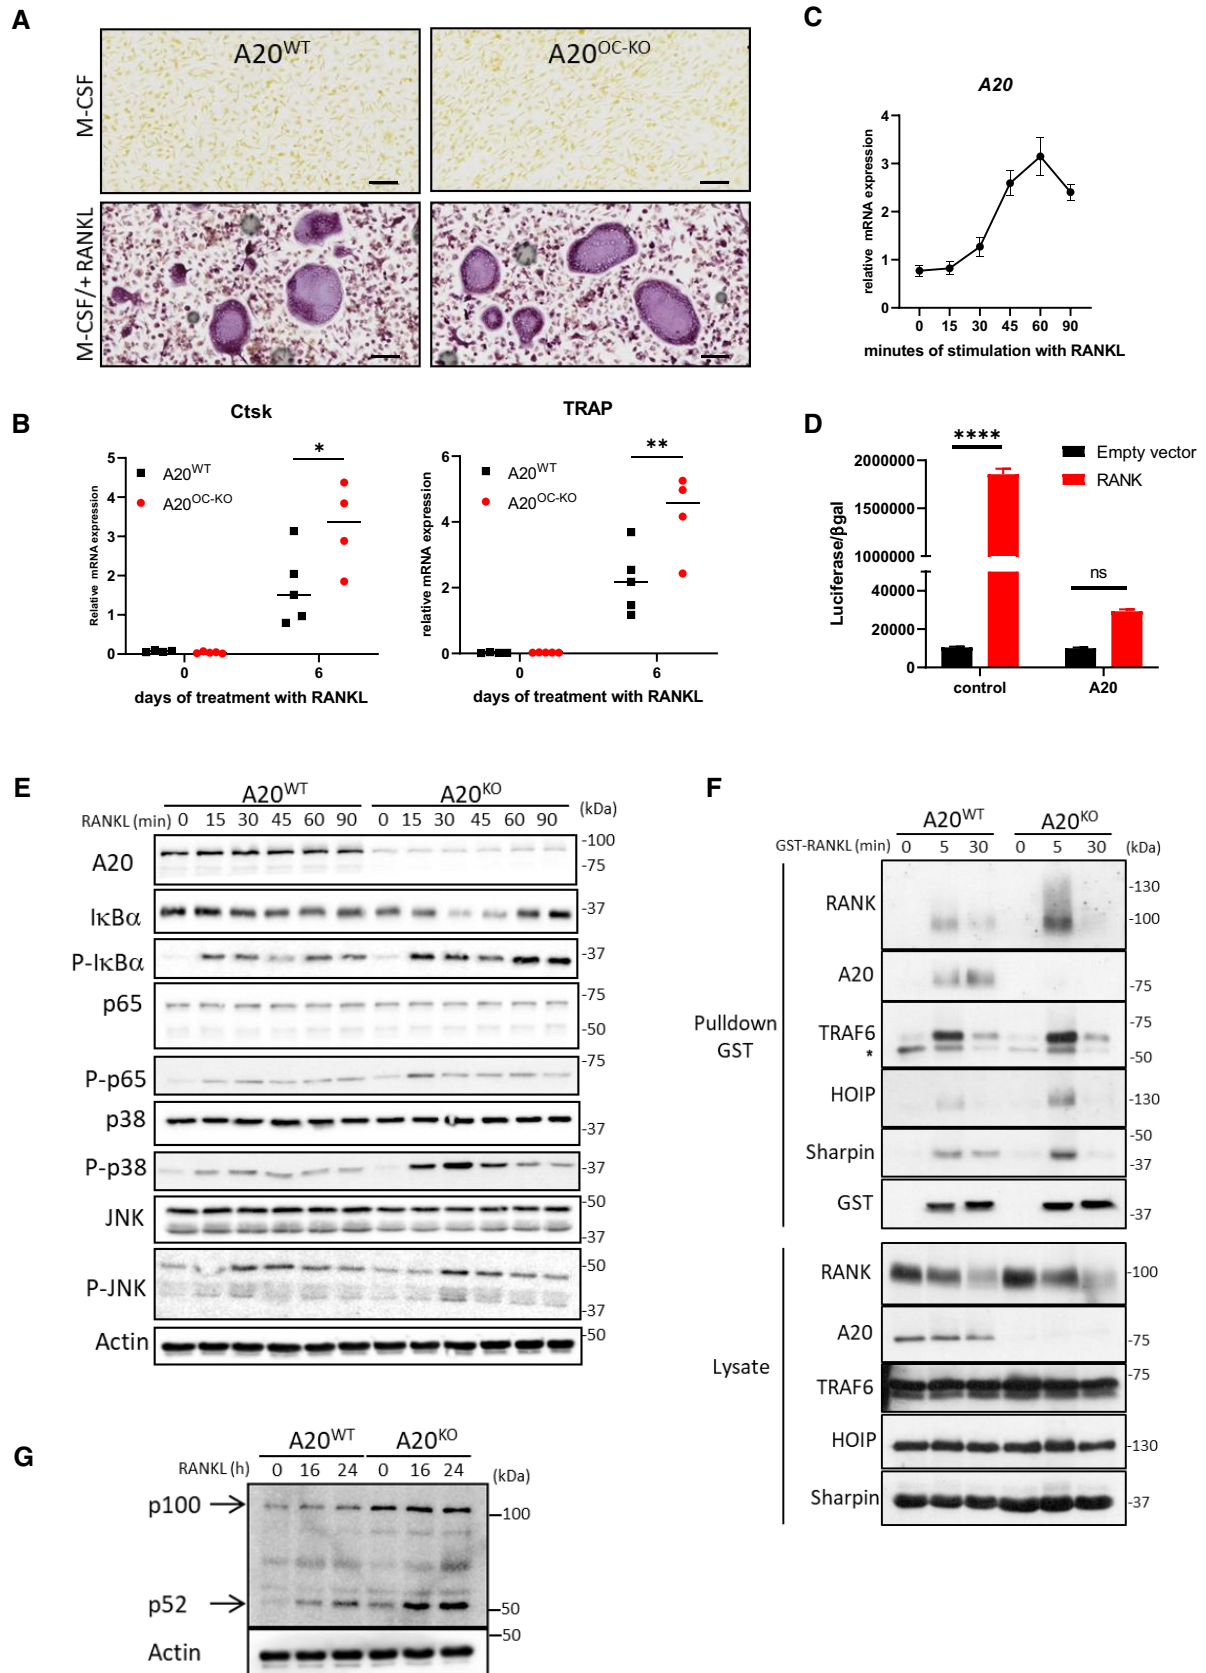 A
A20WT
A20OC-KO
M-CSF
M-CSF/+ RANKL
C
A20
relative mRNA expression
4
3
2
1
0
0 15 30 45 60 90
minutes of stimulation with RANKL
B
Ctsk
A20WT
A20OC-KO
*
Relative mRNA expression
5
4
3
2
1
0
0 6
days of treatment with RANKL
TRAP
A20WT
A20OC-KO
**
relative mRNA expression
6
4
2
0
0 6
days of treatment with RANKL
D
****
ns
Empty vector
RANK
Luciferase/βgal
2000000
1500000
1000000
40000
20000
0
control A20
E
A20WT A20KO
RANKL (min) 0 15 30 45 60 90 0 15 30 45 60 90 (kDa)
A20 -100
-75
IκBα -37
P-IκBα -37
p65 -75
-50
P-p65 -75
p38 -37
P-p38 -37
JNK -50
-37
P-JNK -50
-37
Actin -50
F
A20WT A20KO
GST-RANKL (min) 0 5 30 0 5 30 (kDa)
Pulldown
GST
RANK -130
-100
A20 -75
TRAF6 -75
* -50
HOIP -130
Sharpin -50
-37
GST -37
Lysate
RANK -100
A20 -75
TRAF6 -75
HOIP -130
Sharpin -37
G
A20WT A20KO
RANKL (h) 0 16 24 0 16 24 (kDa)
p100 100
p52 50
Actin 50